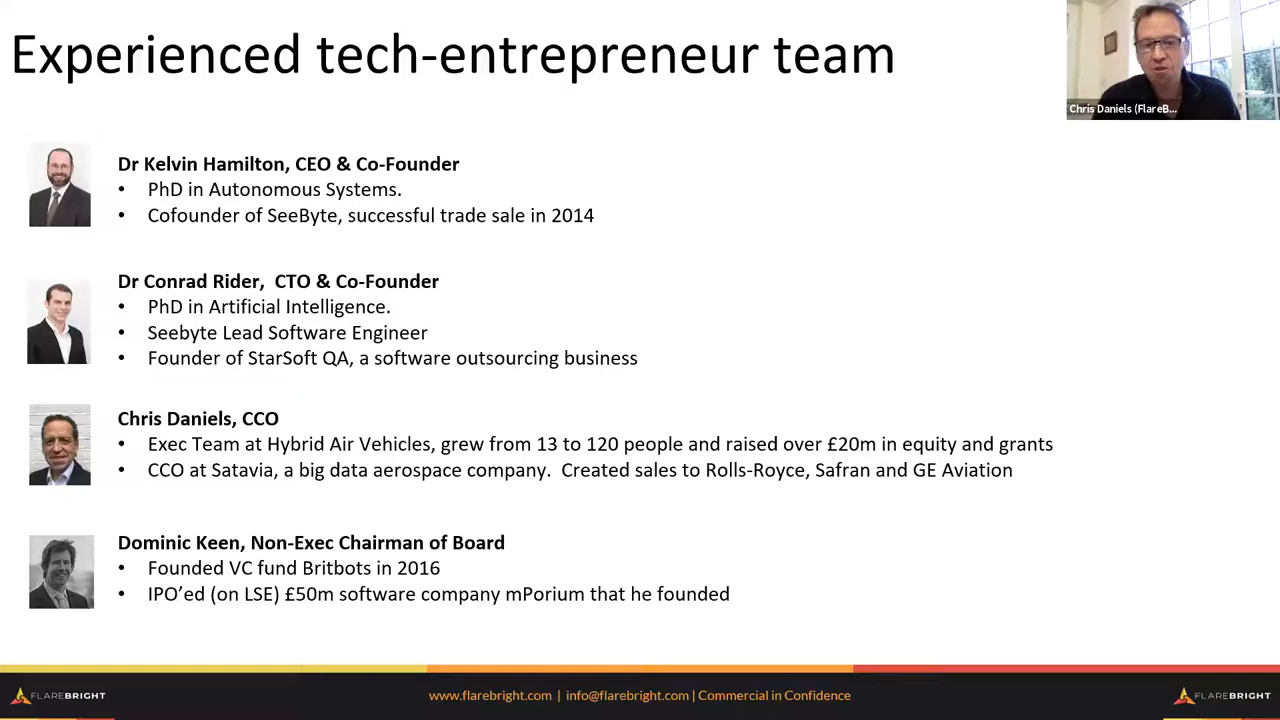 Experienced tech-entrepreneur team
Chris Daniels (FlareB...
Dr Kelvin Hamilton, CEO & Co-Founder
• PhD in Autonomous Systems.
• Cofounder of SeeByte, successful trade sale in 2014
Dr Conrad Rider,  CTO & Co-Founder
• PhD in Artificial Intelligence.
• Seebyte Lead Software Engineer
• Founder of StarSoft QA, a software outsourcing business
Chris Daniels, CCO
• Exec Team at Hybrid Air Vehicles, grew from 13 to 120 people and raised over £20m in equity and grants
• CCO at Satavia, a big data aerospace company.  Created sales to Rolls-Royce, Safran and GE Aviation
Dominic Keen, Non-Exec Chairman of Board
• Founded VC fund Britbots in 2016
• IPO’ed (on LSE) £50m software company mPorium that he founded
FLAREBRIGHT
www.flarebright.com | info@flarebright.com | Commercial in Confidence
FLAREBRIGHT